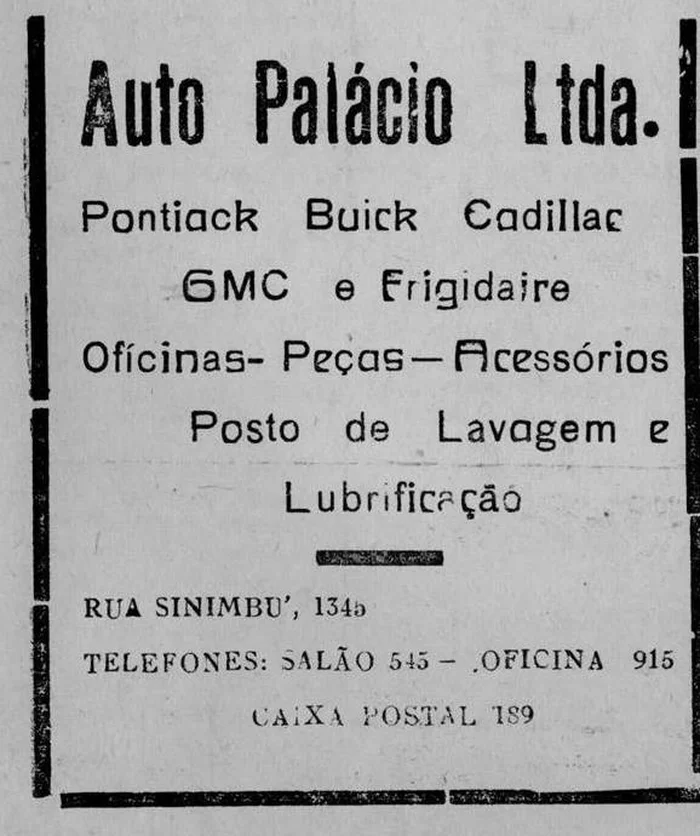 Auto Palácio Ltda.
Pontiack Buick Cadillac
GMC e Frigidaire
Ofícinas- Peças — Acessórios
Posto de Lavagem e
Lubrificação
RUA SINIMBU', 1345
TELEFONES: SALÃO 545 - .OFICINA 915
CAIXA POSTAL 189